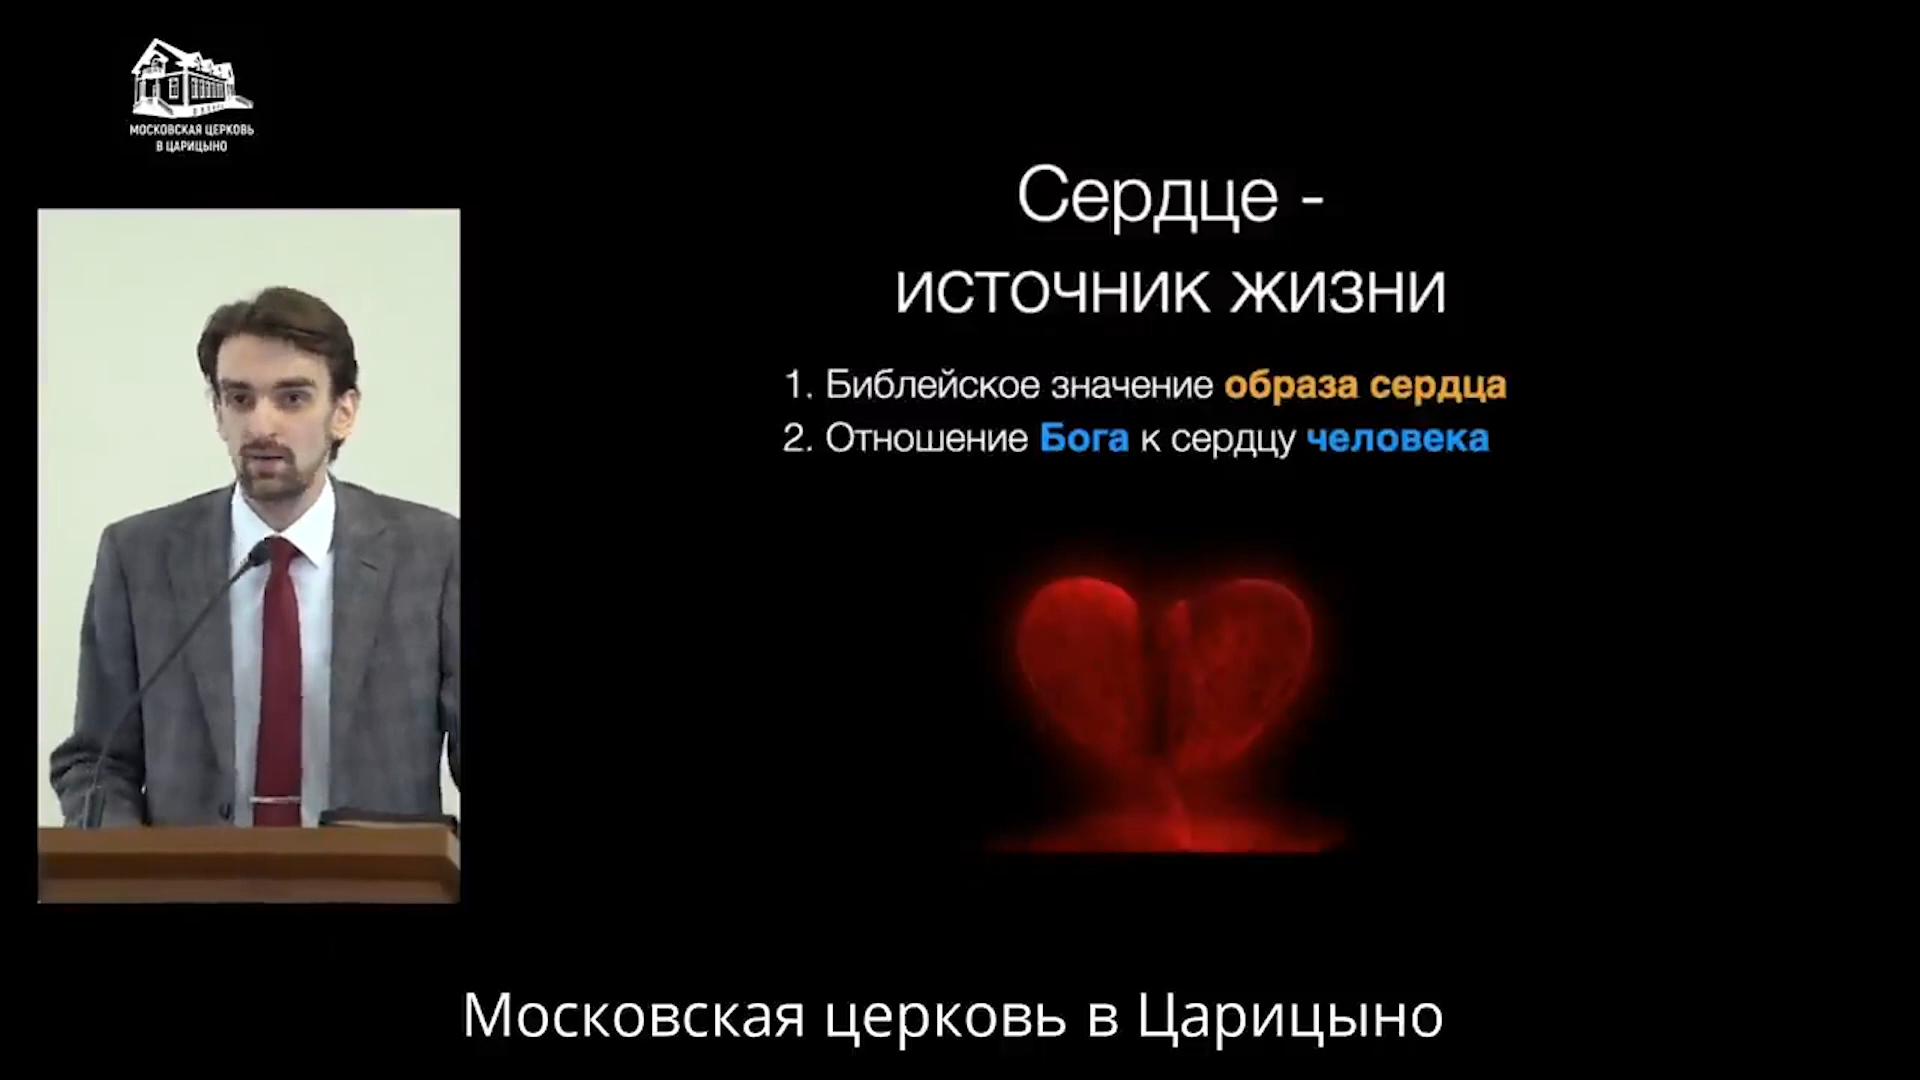 МОСКОВСКАЯ ЦЕРКОВЬ
В ЦАРИЦЫНО
Сердце -
источник жизни
1. Библейское значение образа сердца
2. Отношение Бога к сердцу человека
Московская церковь в Царицыно